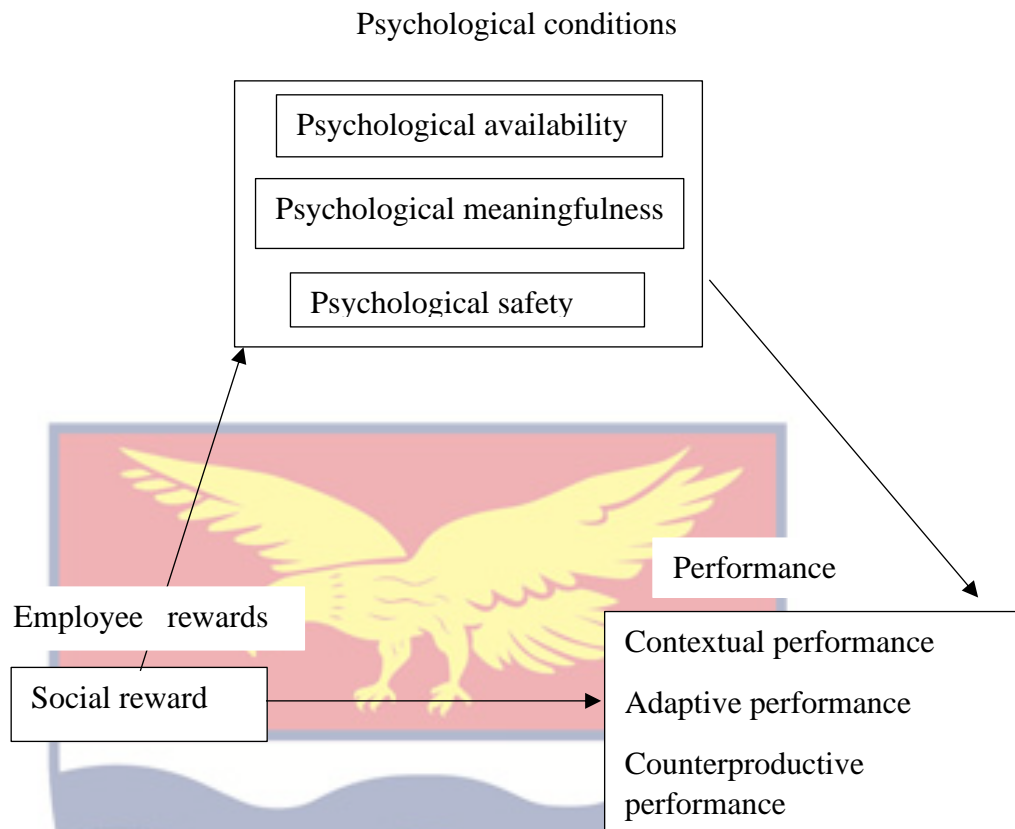 Psychological conditions
Psychological availability
Psychological meaningfulness
Psychological safety
Performance
Employee rewards
Social reward
Contextual performance
Adaptive performance
Counterproductive
performance